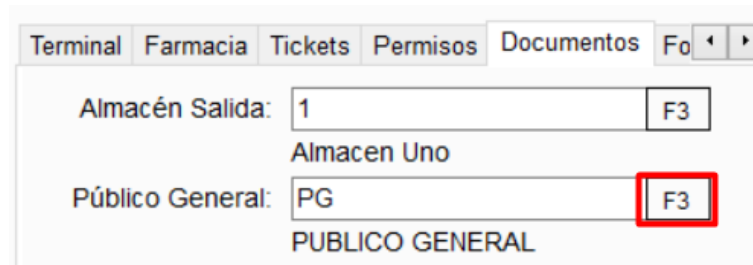 Terminal Farmacia Tickets Permisos Documentos Fo
Almacén Salida: 1 F3
Almacen Uno
Público General: PG F3
PUBLICO GENERAL